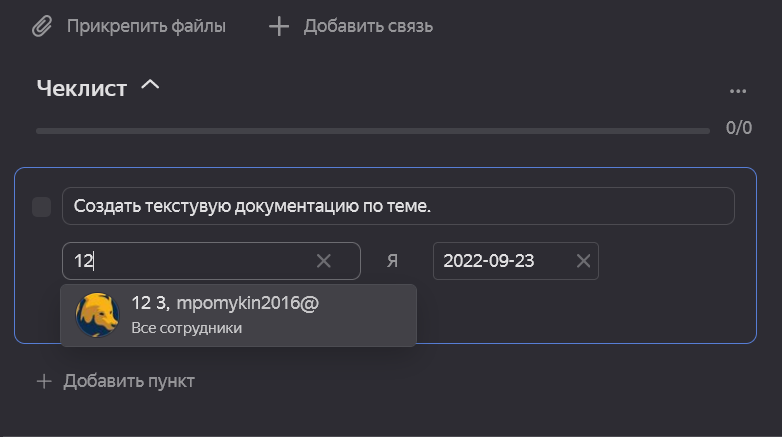 Прикрепить файлы
Добавить связь
Чеклист
0/0
Создать текстувую документацию по теме.
12
Я
2022-09-23
12 3, mpomykin2016@
Все сотрудники
Добавить пункт